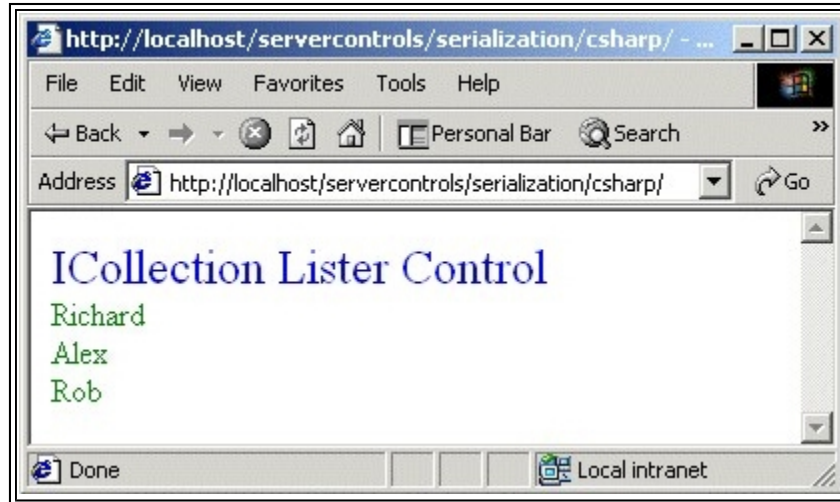 http://localhost/servercontrols/serialization/csharp/ - ...
File Edit View Favorites Tools Help
Back Personal Bar Search »
Address http://localhost/servercontrols/serialization/csharp/ Go
ICollection Lister Control
Richard
Alex
Rob
Done Local intranet